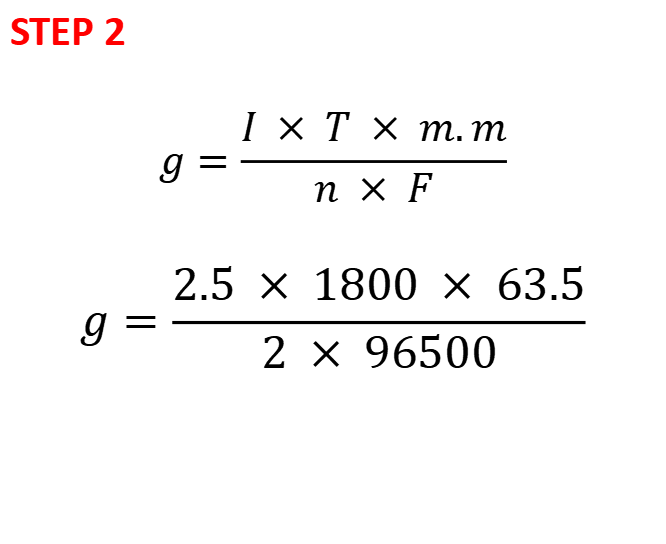 STEP 2
g = I × T × m.m
n × F
g = 2.5 × 1800 × 63.5
2 × 96500